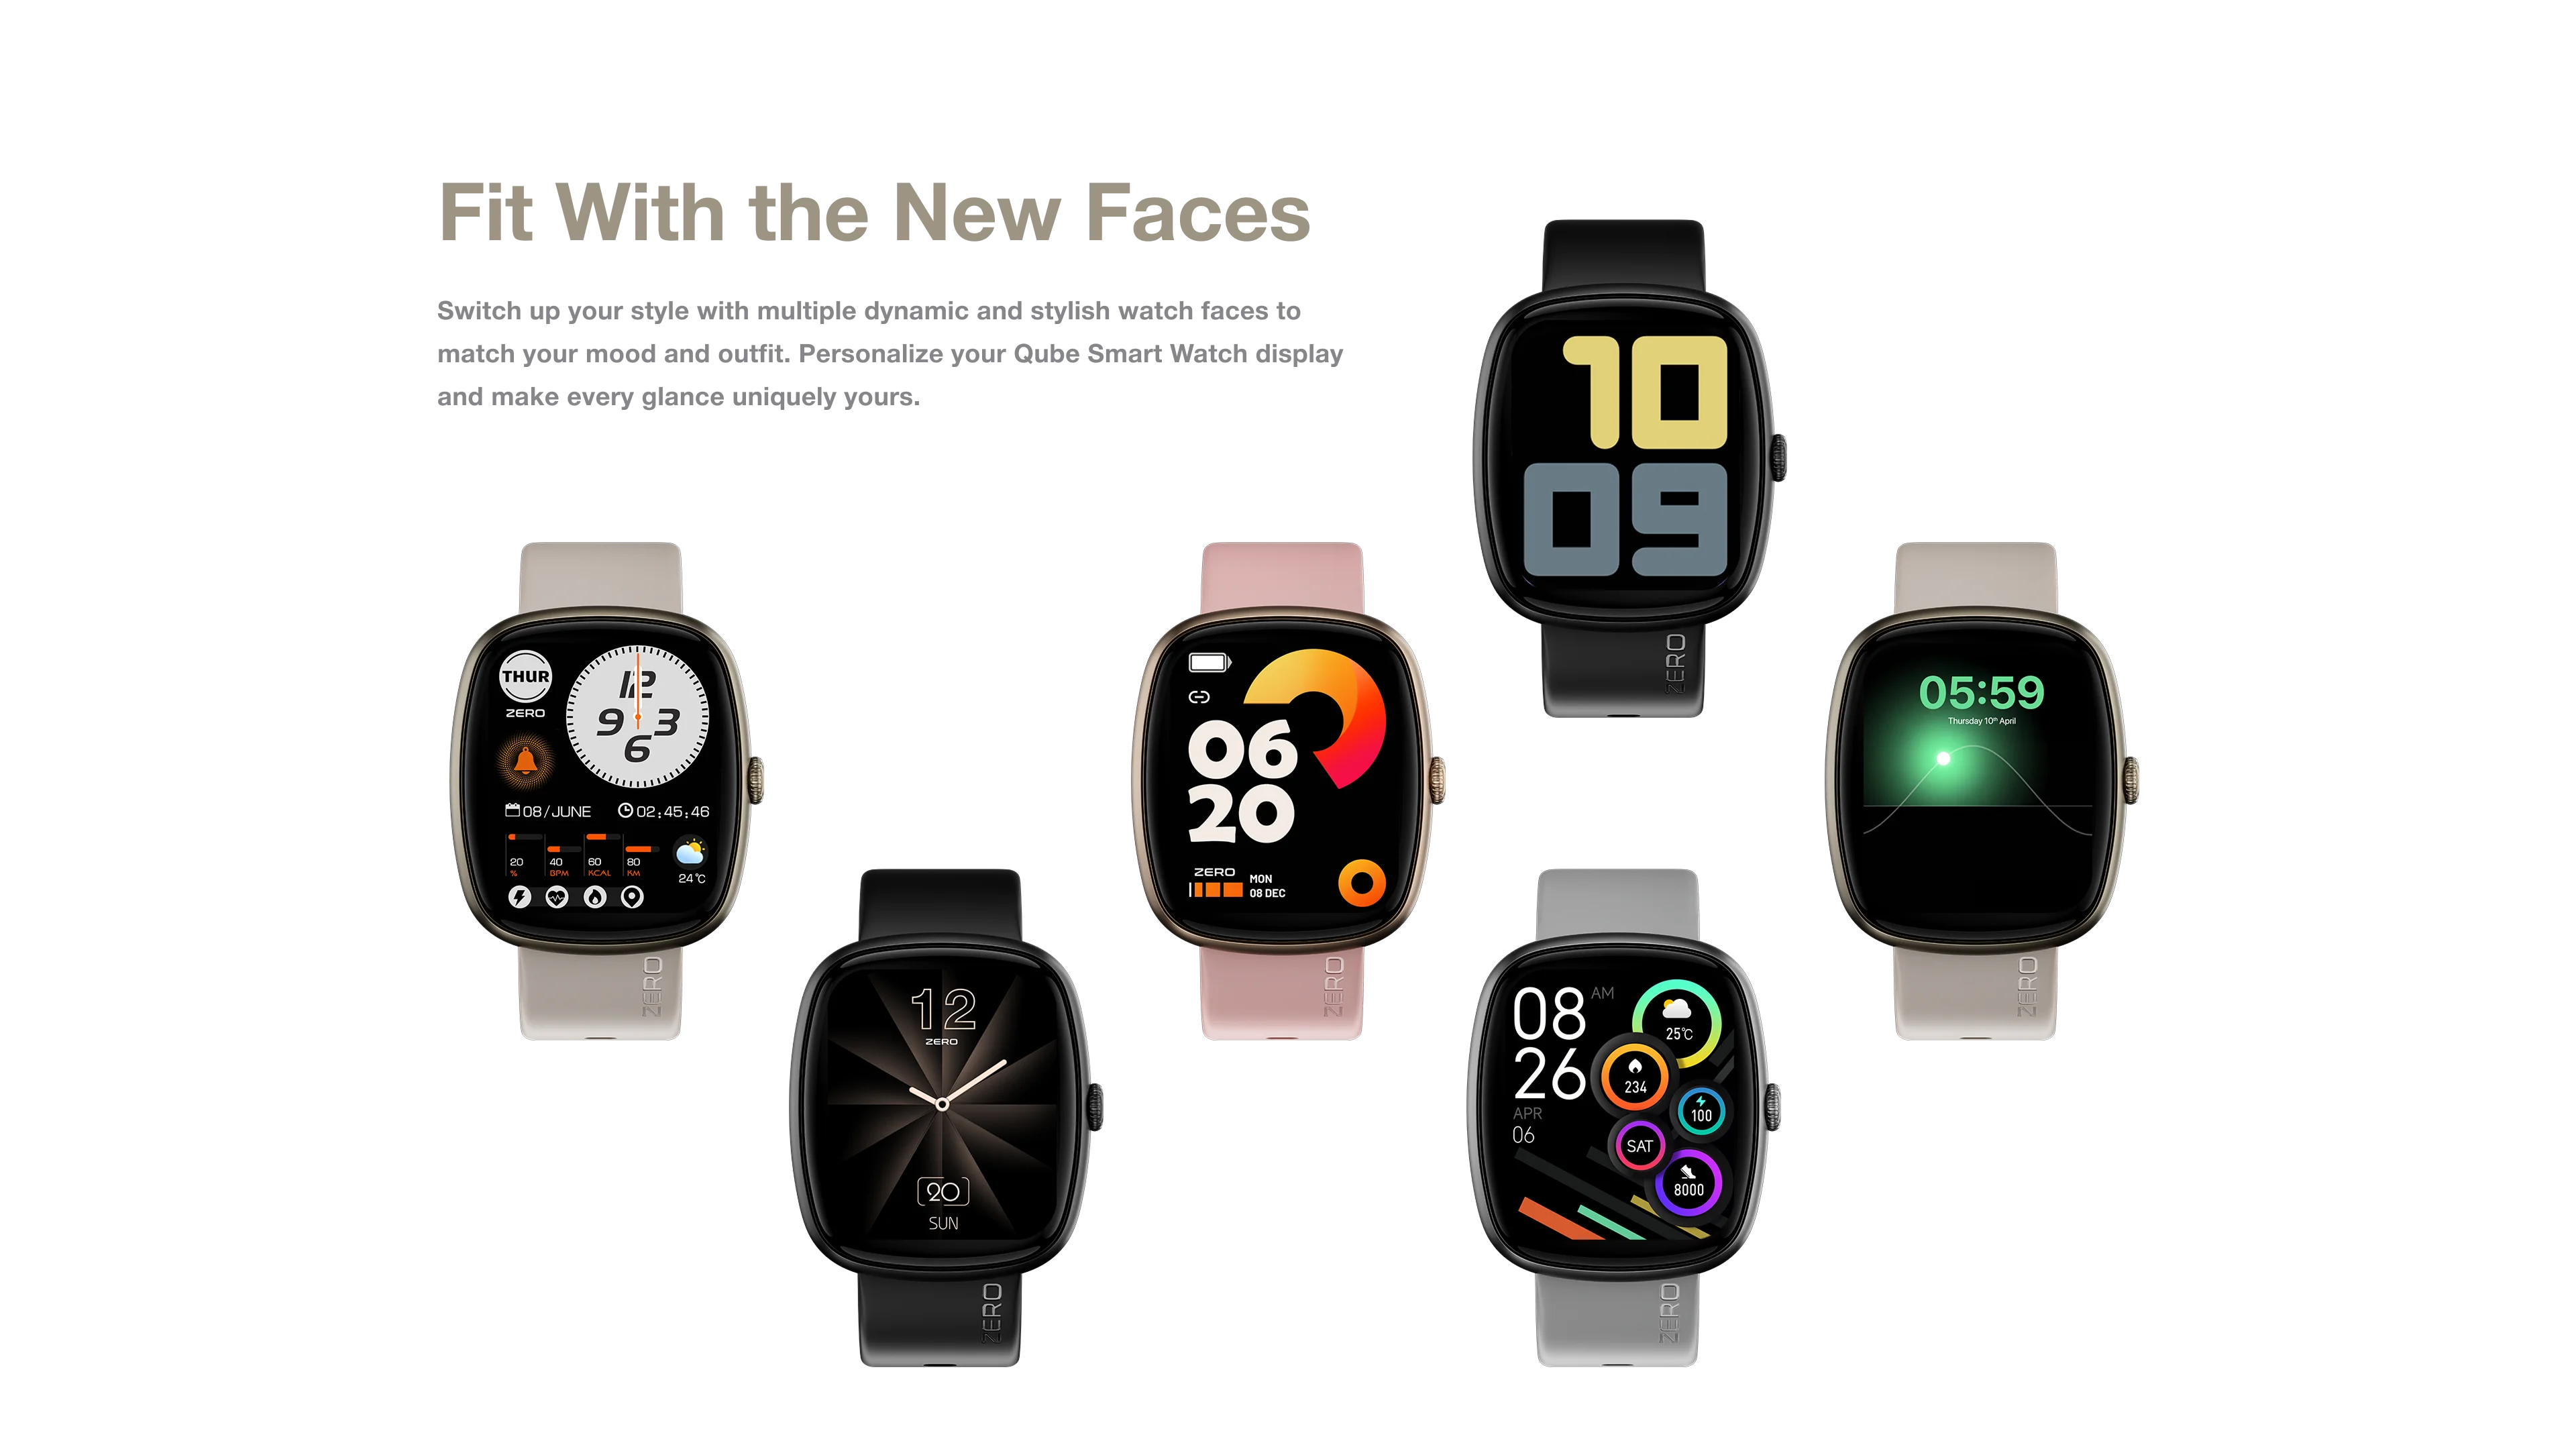 Fit With the New Faces
Switch up your style with multiple dynamic and stylish watch faces to
match your mood and outfit. Personalize your Qube Smart Watch display
and make every glance uniquely yours.
10
09
ZERO
THUR
ZERO
12
9 3
6
08/JUNE 02:45:46
20 40 60 80
% BPM KCAL KM
24°C
ZERO
06
20
ZERO
MON
08 DEC
ZERO
05:59
Thursday 10th April
ZERO
12
ZERO
20
SUN
ZERO
08 AM
26
APR
06
25°C
234
100
SAT
8000
ZERO